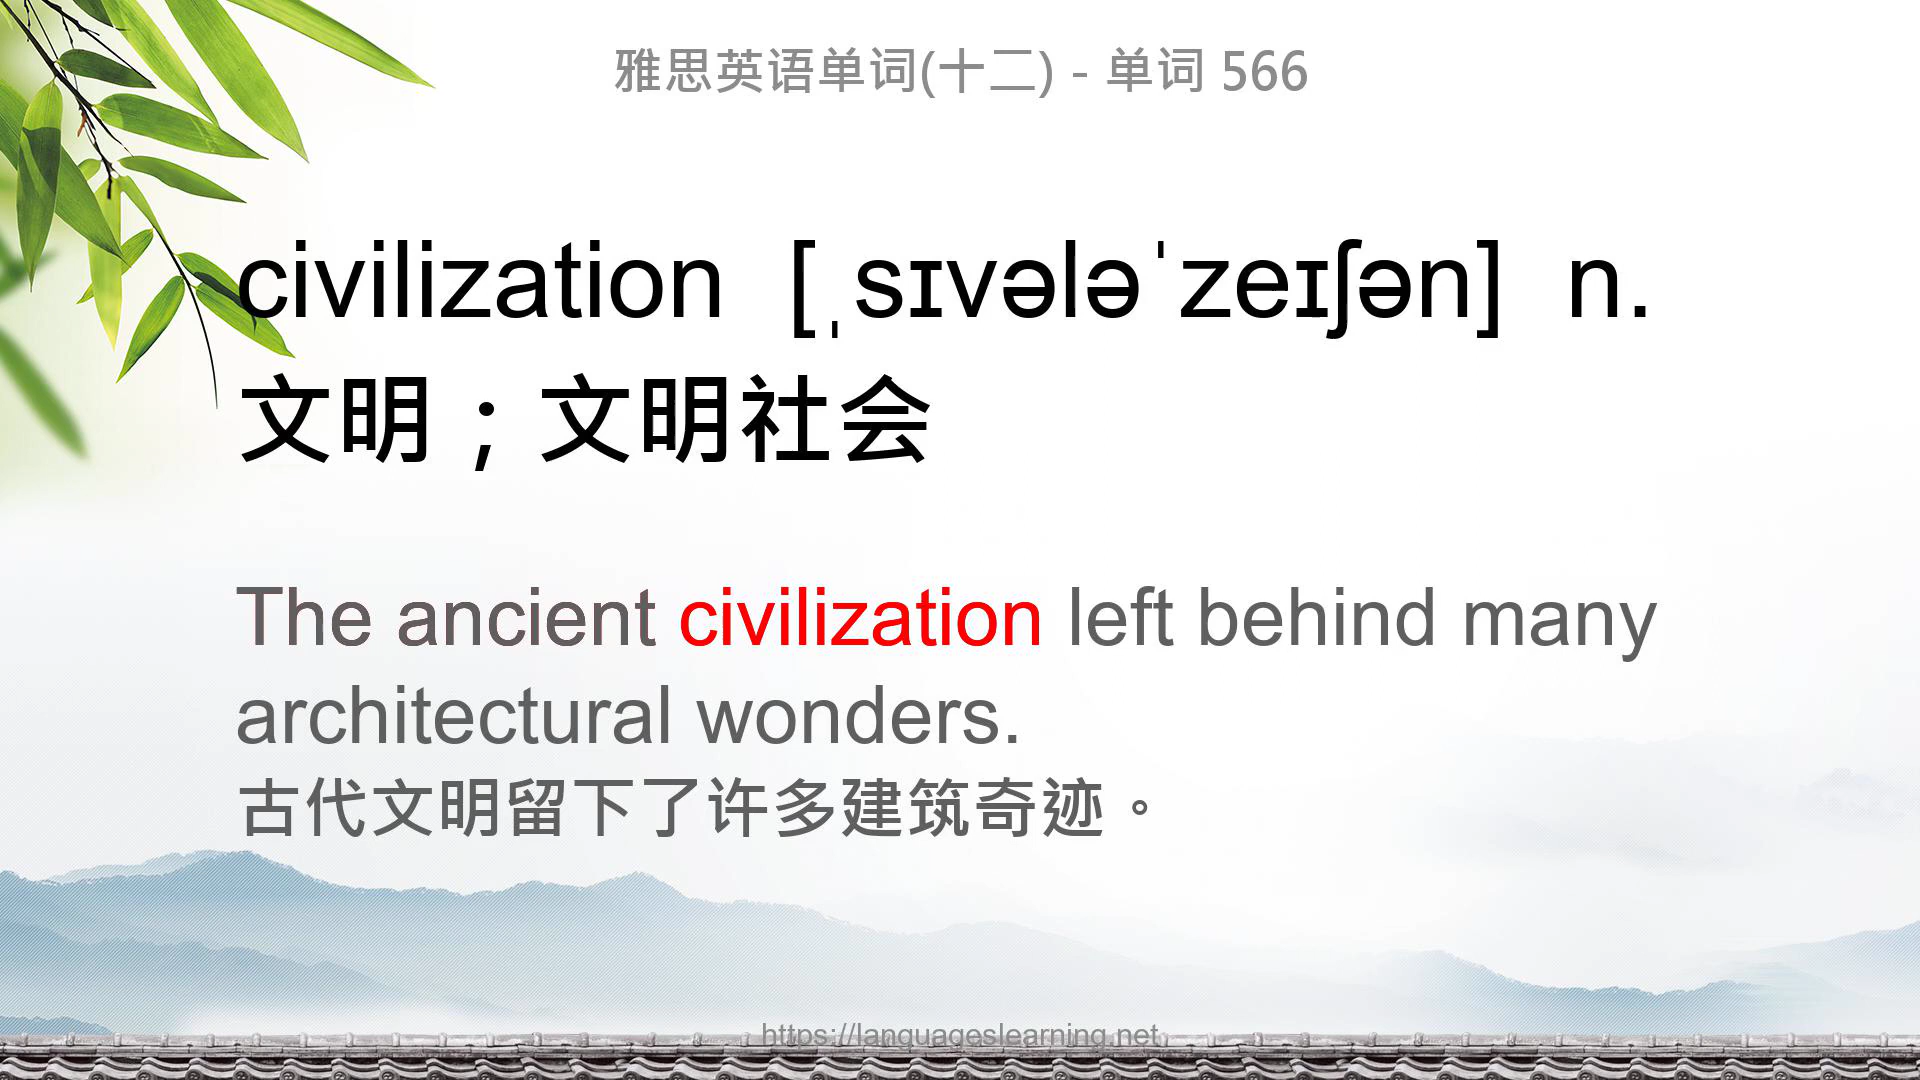 雅思英语单词(十二) - 单词 566
civilization [ˌsɪvələˈzeɪʃən] n.
文明；文明社会
The ancient civilization left behind many
architectural wonders.
古代文明留下了许多建筑奇迹。
https://languageslearning.net